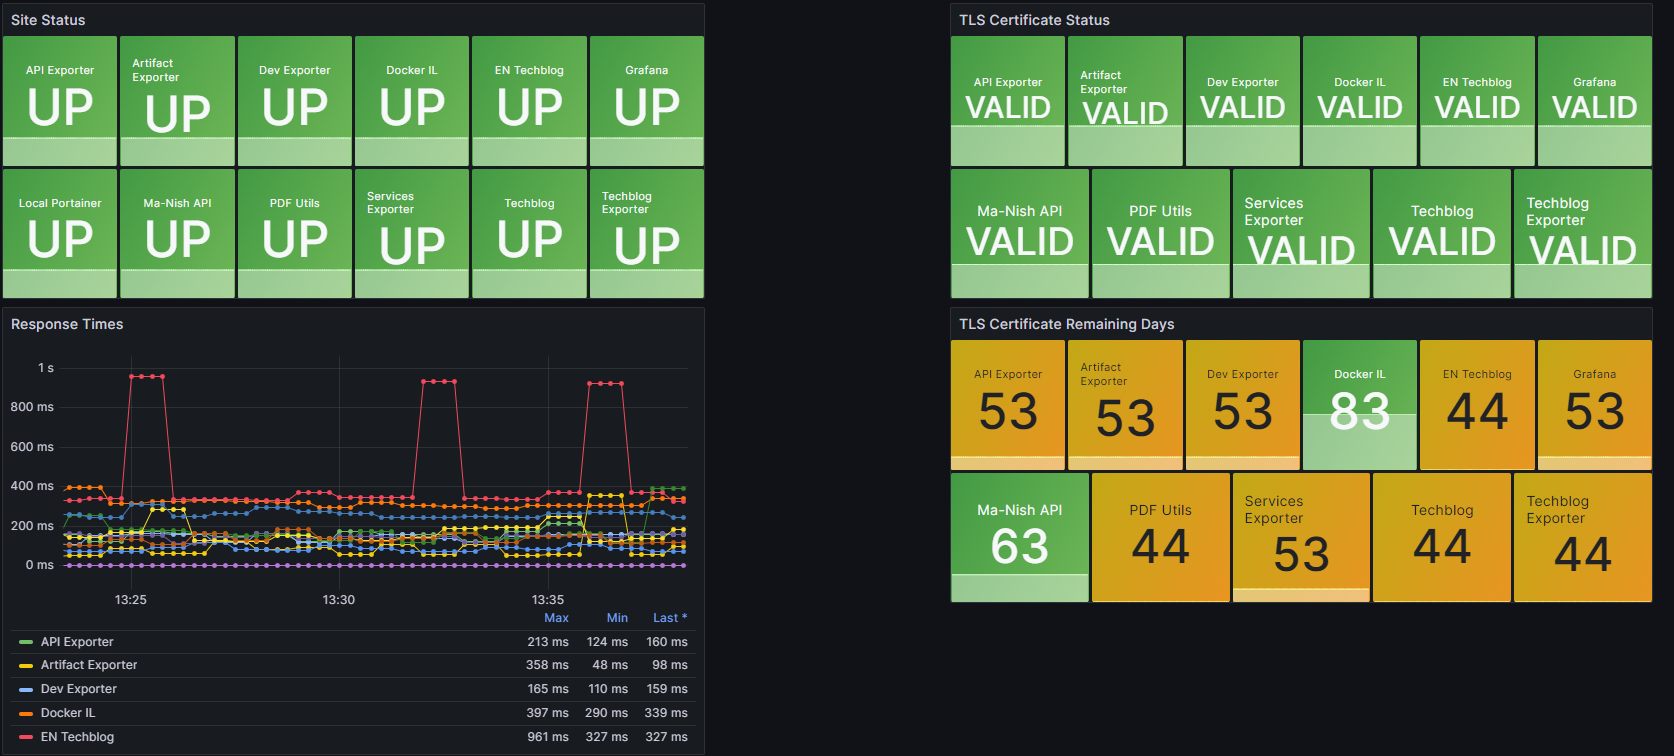 Site Status
API Exporter
UP
Artifact
Exporter
UP
Dev Exporter
UP
Docker IL
UP
EN Techblog
UP
Grafana
UP
Local Portainer
UP
Ma-Nish API
UP
PDF Utils
UP
Services
Exporter
UP
Techblog
UP
Techblog
Exporter
UP
Response Times
1 s
800 ms
600 ms
400 ms
200 ms
0 ms
13:25
13:30
13:35
Max Min Last *
API Exporter 213 ms 124 ms 160 ms
Artifact Exporter 358 ms 48 ms 98 ms
Dev Exporter 165 ms 110 ms 159 ms
Docker IL 397 ms 290 ms 339 ms
EN Techblog 961 ms 327 ms 327 ms
TLS Certificate Status
API Exporter
VALID
Artifact
Exporter
VALID
Dev Exporter
VALID
Docker IL
VALID
EN Techblog
VALID
Grafana
VALID
Ma-Nish API
VALID
PDF Utils
VALID
Services
Exporter
VALID
Techblog
VALID
Techblog
Exporter
VALID
TLS Certificate Remaining Days
API Exporter
53
Artifact
Exporter
53
Dev Exporter
53
Docker IL
83
EN Techblog
44
Grafana
53
Ma-Nish API
63
PDF Utils
44
Services
Exporter
53
Techblog
44
Techblog
Exporter
44